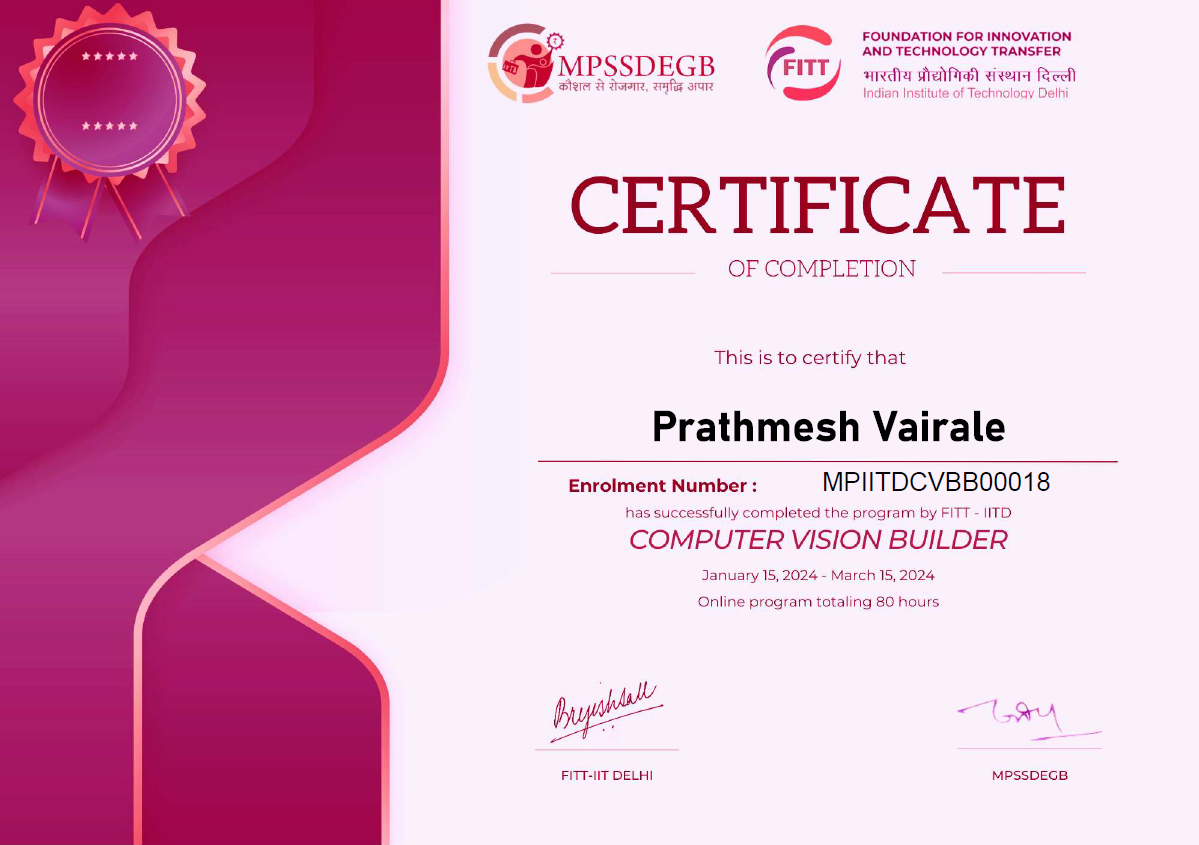 MPSSDEGB
कौशल से रोजगार, समृद्धि अपार
FITT
FOUNDATION FOR INNOVATION
AND TECHNOLOGY TRANSFER
भारतीय प्रौद्योगिकी संस्थान दिल्ली
Indian Institute of Technology Delhi
CERTIFICATE
OF COMPLETION
This is to certify that
Prathmesh Vairale
Enrolment Number : MPIITDCVBB00018
has successfully completed the program by FITT - IITD
COMPUTER VISION BUILDER
January 15, 2024 - March 15, 2024
Online program totaling 80 hours
FITT-IIT DELHI
MPSSDEGB